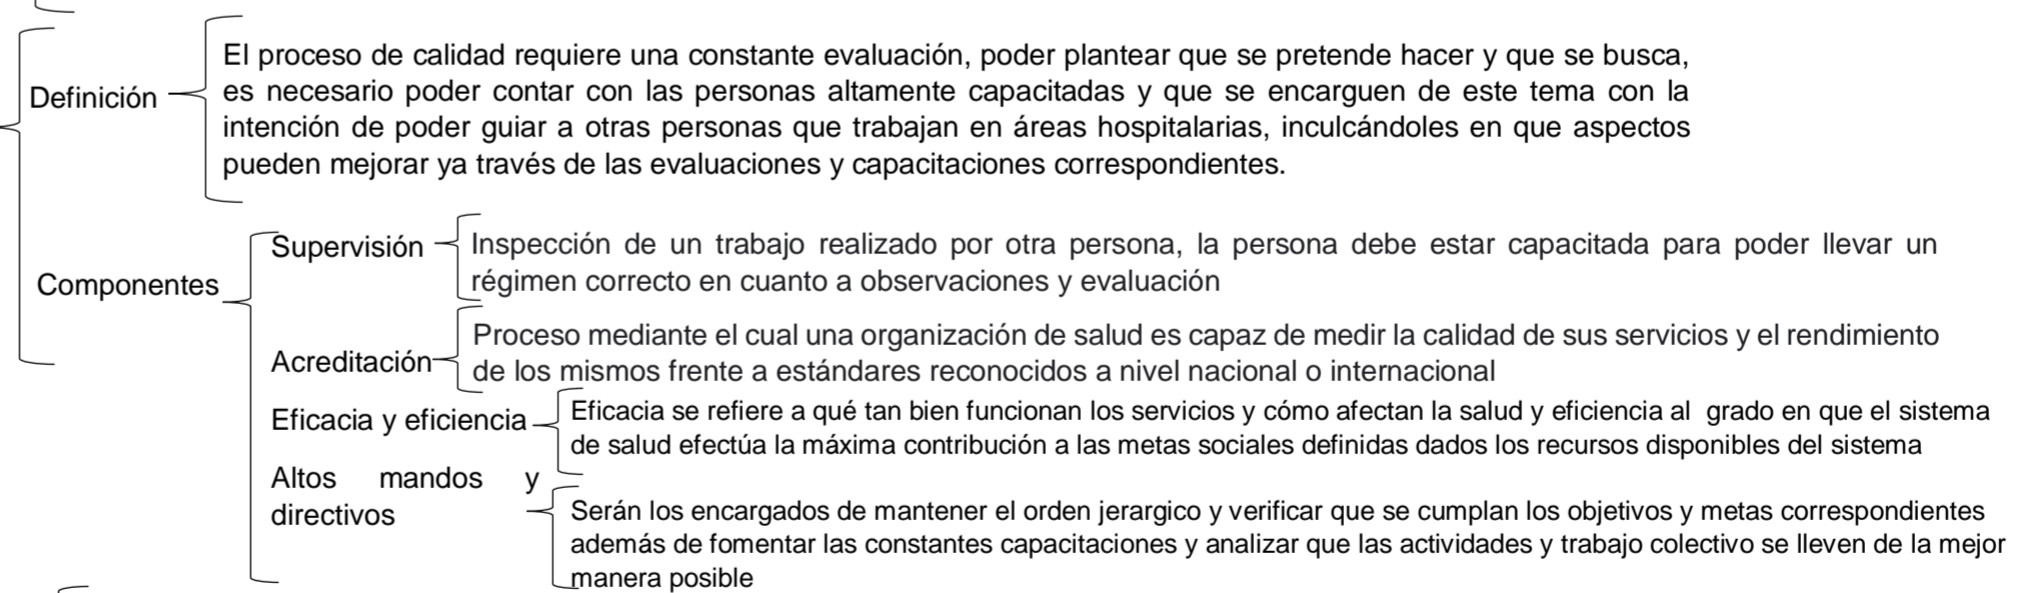 Definición
El proceso de calidad requiere una constante evaluación, poder plantear que se pretende hacer y que se busca,
es necesario poder contar con las personas altamente capacitadas y que se encarguen de este tema con la
intención de poder guiar a otras personas que trabajan en áreas hospitalarias, inculcándoles en que aspectos
pueden mejorar ya través de las evaluaciones y capacitaciones correspondientes.
Componentes
Supervisión
Inspección de un trabajo realizado por otra persona, la persona debe estar capacitada para poder llevar un
régimen correcto en cuanto a observaciones y evaluación
Acreditación
Proceso mediante el cual una organización de salud es capaz de medir la calidad de sus servicios y el rendimiento
de los mismos frente a estándares reconocidos a nivel nacional o internacional
Eficacia y eficiencia
Eficacia se refiere a qué tan bien funcionan los servicios y cómo afectan la salud y eficiencia al grado en que el sistema
de salud efectúa la máxima contribución a las metas sociales definidas dados los recursos disponibles del sistema
Altos mandos y
directivos
Serán los encargados de mantener el orden jerargico y verificar que se cumplan los objetivos y metas correspondientes
además de fomentar las constantes capacitaciones y analizar que las actividades y trabajo colectivo se lleven de la mejor
manera posible